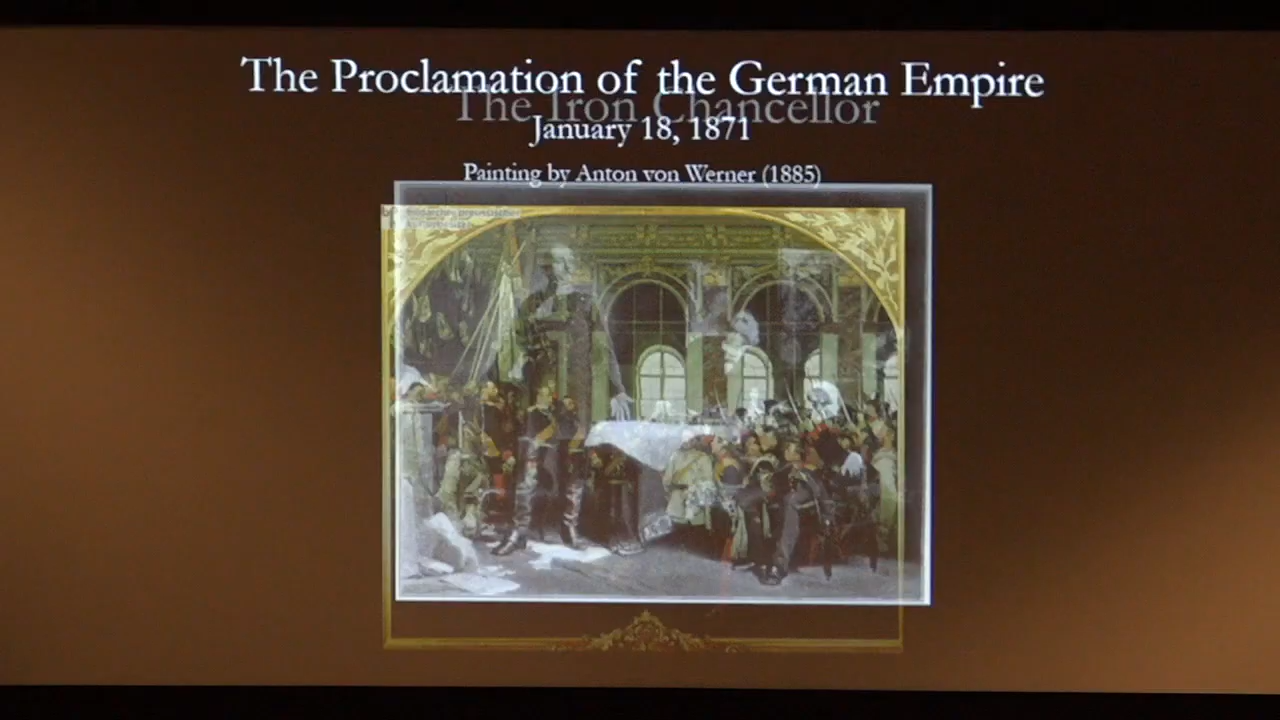 The Proclamation of the German Empire
The Iron Chancellor
January 18, 1871
Painting by Anton von Werner (1885)